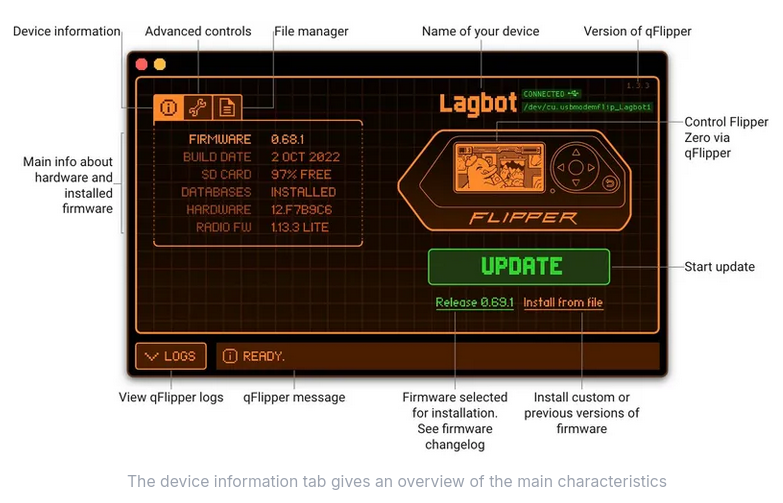 Device information
Advanced controls
File manager
Name of your device
Version of qFlipper
1.3.3
Lagbot
CONNECTED
/dev/cu.usbmodemflip_Lagbot1
FIRMWARE 0.68.1
BUILD DATE 2 OCT 2022
SD CARD 97% FREE
DATABASES INSTALLED
HARDWARE 12.F7B9C6
RADIO FW 1.13.3 LITE
Main info about
hardware and
installed
firmware
Control Flipper
Zero via
qFlipper
FLIPPER
UPDATE
Start update
Release 0.69.1
Install from file
LOGS
READY.
View qFlipper logs
qFlipper message
Firmware selected
for installation.
See firmware
changelog
Install custom or
previous versions of
firmware
The device information tab gives an overview of the main characteristics